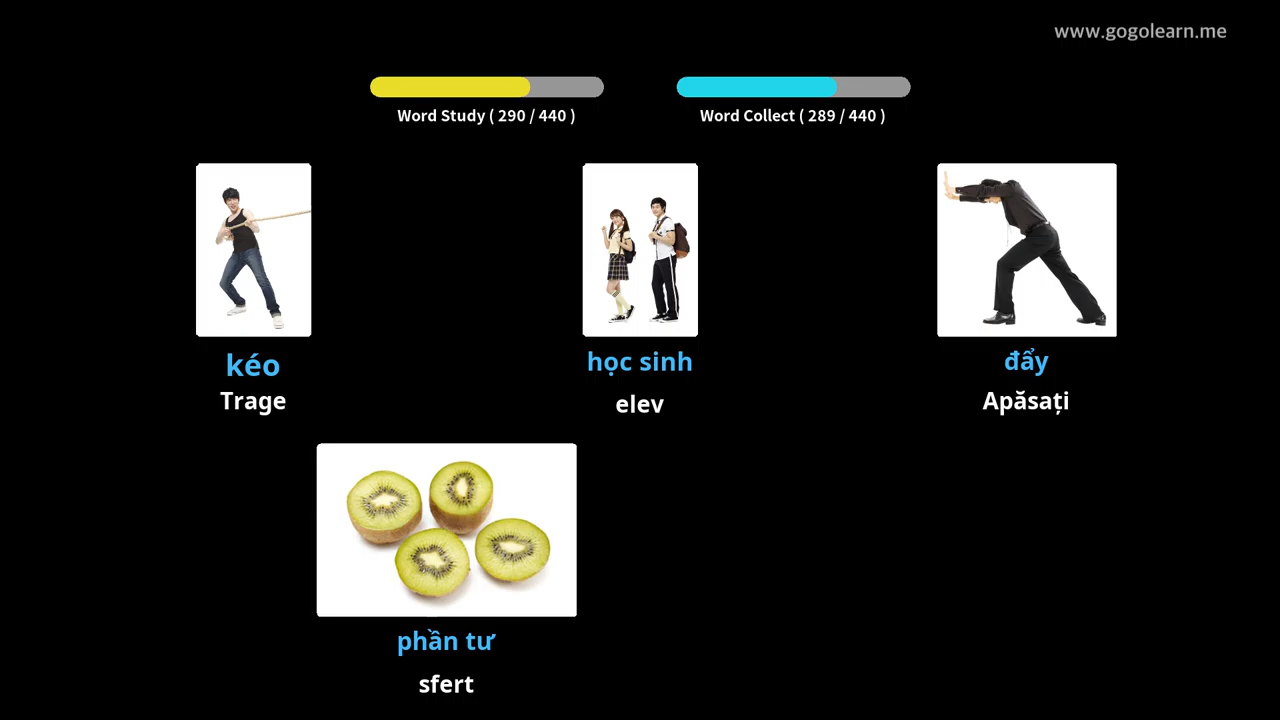 www.gogolearn.me
Word Study ( 290 / 440 )
Word Collect ( 289 / 440 )
kéo
Trage
học sinh
elev
đẩy
Apăsați
phần tư
sfert